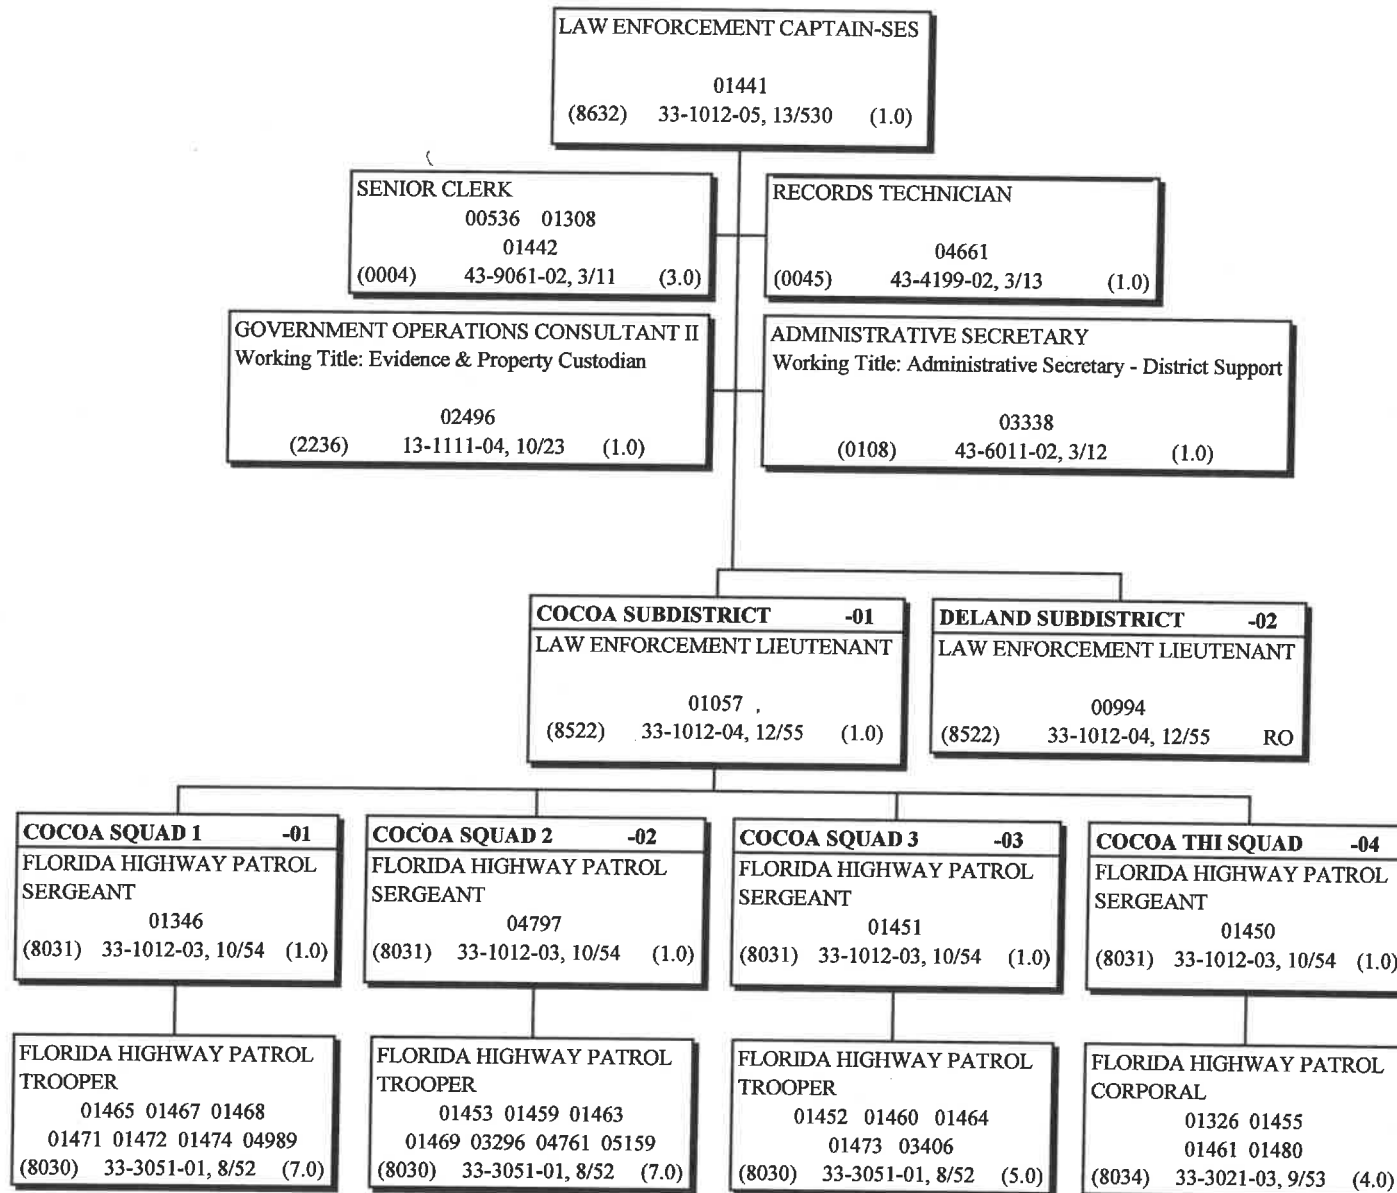 LAW ENFORCEMENT CAPTAIN-SES
01441
(8632) 33-1012-05, 13/530 (1.0)
SENIOR CLERK
00536 01308
01442
(0004) 43-9061-02, 3/11 (3.0)
RECORDS TECHNICIAN
04661
(0045) 43-4199-02, 3/13 (1.0)
GOVERNMENT OPERATIONS CONSULTANT II
Working Title: Evidence & Property Custodian
02496
(2236) 13-1111-04, 10/23 (1.0)
ADMINISTRATIVE SECRETARY
Working Title: Administrative Secretary - District Support
03338
(0108) 43-6011-02, 3/12 (1.0)
COCOA SUBDISTRICT -01
LAW ENFORCEMENT LIEUTENANT
01057
(8522) 33-1012-04, 12/55 (1.0)
DELAND SUBDISTRICT -02
LAW ENFORCEMENT LIEUTENANT
00994
(8522) 33-1012-04, 12/55 RO
COCOA SQUAD 1 -01
FLORIDA HIGHWAY PATROL
SERGEANT
01346
(8031) 33-1012-03, 10/54 (1.0)
COCOA SQUAD 2 -02
FLORIDA HIGHWAY PATROL
SERGEANT
04797
(8031) 33-1012-03, 10/54 (1.0)
COCOA SQUAD 3 -03
FLORIDA HIGHWAY PATROL
SERGEANT
01451
(8031) 33-1012-03, 10/54 (1.0)
COCOA THI SQUAD -04
FLORIDA HIGHWAY PATROL
SERGEANT
01450
(8031) 33-1012-03, 10/54 (1.0)
FLORIDA HIGHWAY PATROL
TROOPER
01465 01467 01468
01471 01472 01474 04989
(8030) 33-3051-01, 8/52 (7.0)
FLORIDA HIGHWAY PATROL
TROOPER
01453 01459 01463
01469 03296 04761 05159
(8030) 33-3051-01, 8/52 (7.0)
FLORIDA HIGHWAY PATROL
TROOPER
01452 01460 01464
01473 03406
(8030) 33-3051-01, 8/52 (5.0)
FLORIDA HIGHWAY PATROL
CORPORAL
01326 01455
01461 01480
(8034) 33-3021-03, 9/53 (4.0)